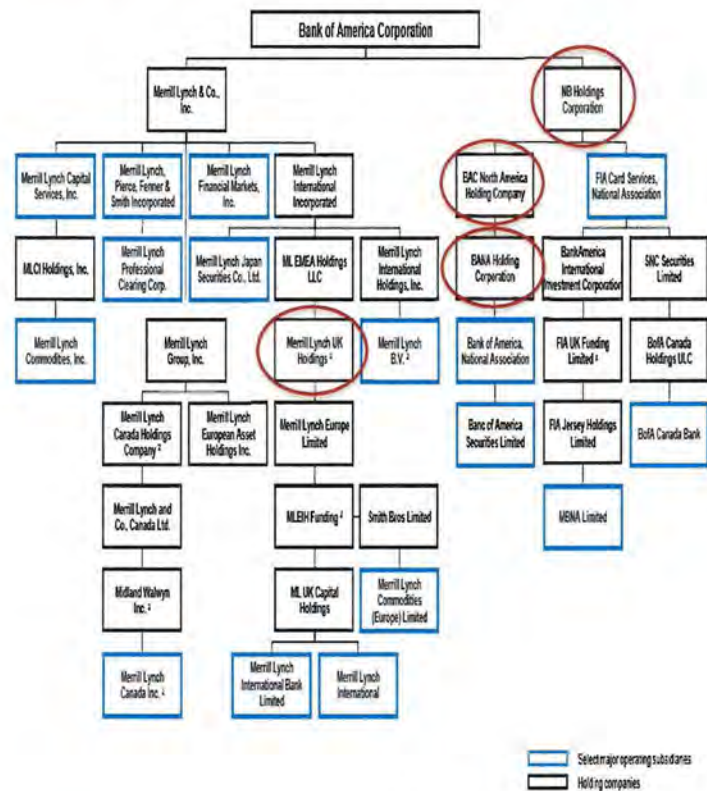 Bank of America Corporation
Merrill Lynch & Co.,
Inc.
NB Holdings
Corporation
Merrill Lynch Capital
Services, Inc.
Merrill Lynch,
Pierce, Fenner &
Smith Incorporated
Merrill Lynch
Financial Markets,
Inc.
Merrill Lynch
International
Incorporated
BAC North America
Holding Company
FIA Card Services,
National Association
MLCI Holdings, Inc.
Merrill Lynch
Professional
Clearing Corp.
Merrill Lynch Japan
Securities Co., Ltd.
ML EMEA Holdings
LLC
Merrill Lynch
International
Holdings, Inc.
BANA Holding
Corporation
BankAmerica
International
Investment Corporation
SNC Securities
Limited
Merrill Lynch
Commodities, Inc.
Merrill Lynch
Group, Inc.
Merrill Lynch UK
Holdings
Merrill Lynch
B.V.
Bank of America,
National Association
FIA UK Funding
Limited
BofA Canada
Holdings ULC
Merrill Lynch
Canada Holdings
Company
Merrill Lynch
European Asset
Holdings Inc.
Merrill Lynch Europe
Limited
Banc of America
Securities Limited
FIA Jersey Holdings
Limited
BofA Canada Bank
Merrill Lynch and
Co., Canada Ltd.
MLEIH Funding
Smith Bros Limited
MBNA Limited
Midland Walwyn
Inc.
ML UK Capital
Holdings
Merrill Lynch
Commodities
(Europe) Limited
Merrill Lynch
Canada Inc.
Merrill Lynch
International Bank
Limited
Merrill Lynch
International
Select major operating subsidiaries
Holding companies